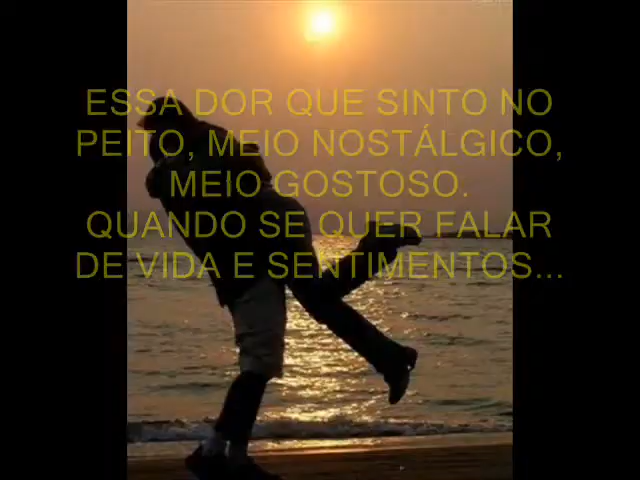 ESSA DOR QUE SINTO NO
PEITO, MEIO NOSTÁLGICO,
MEIO GOSTOSO.
QUANDO SE QUER FALAR
DE VIDA E SENTIMENTOS...